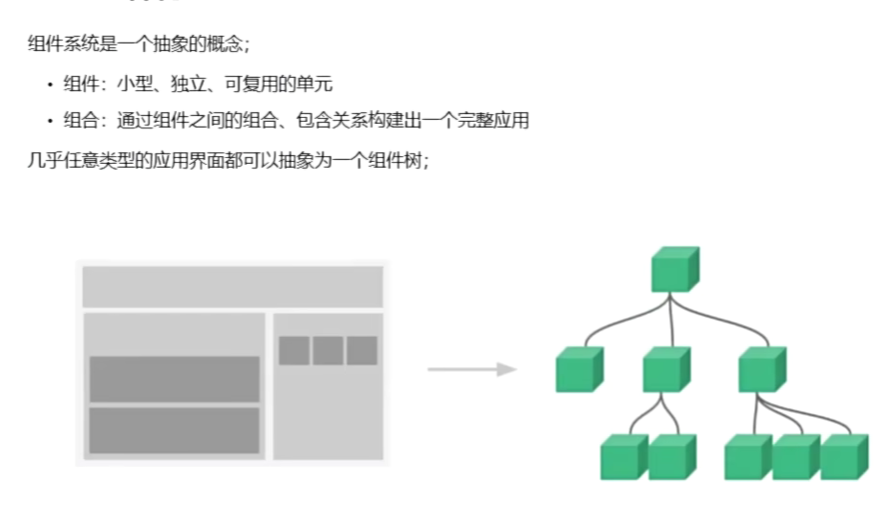 组件系统是一个抽象的概念；
• 组件：小型、独立、可复用的单元
• 组合：通过组件之间的组合、包含关系构建出一个完整应用
几乎任意类型的应用界面都可以抽象为一个组件树；